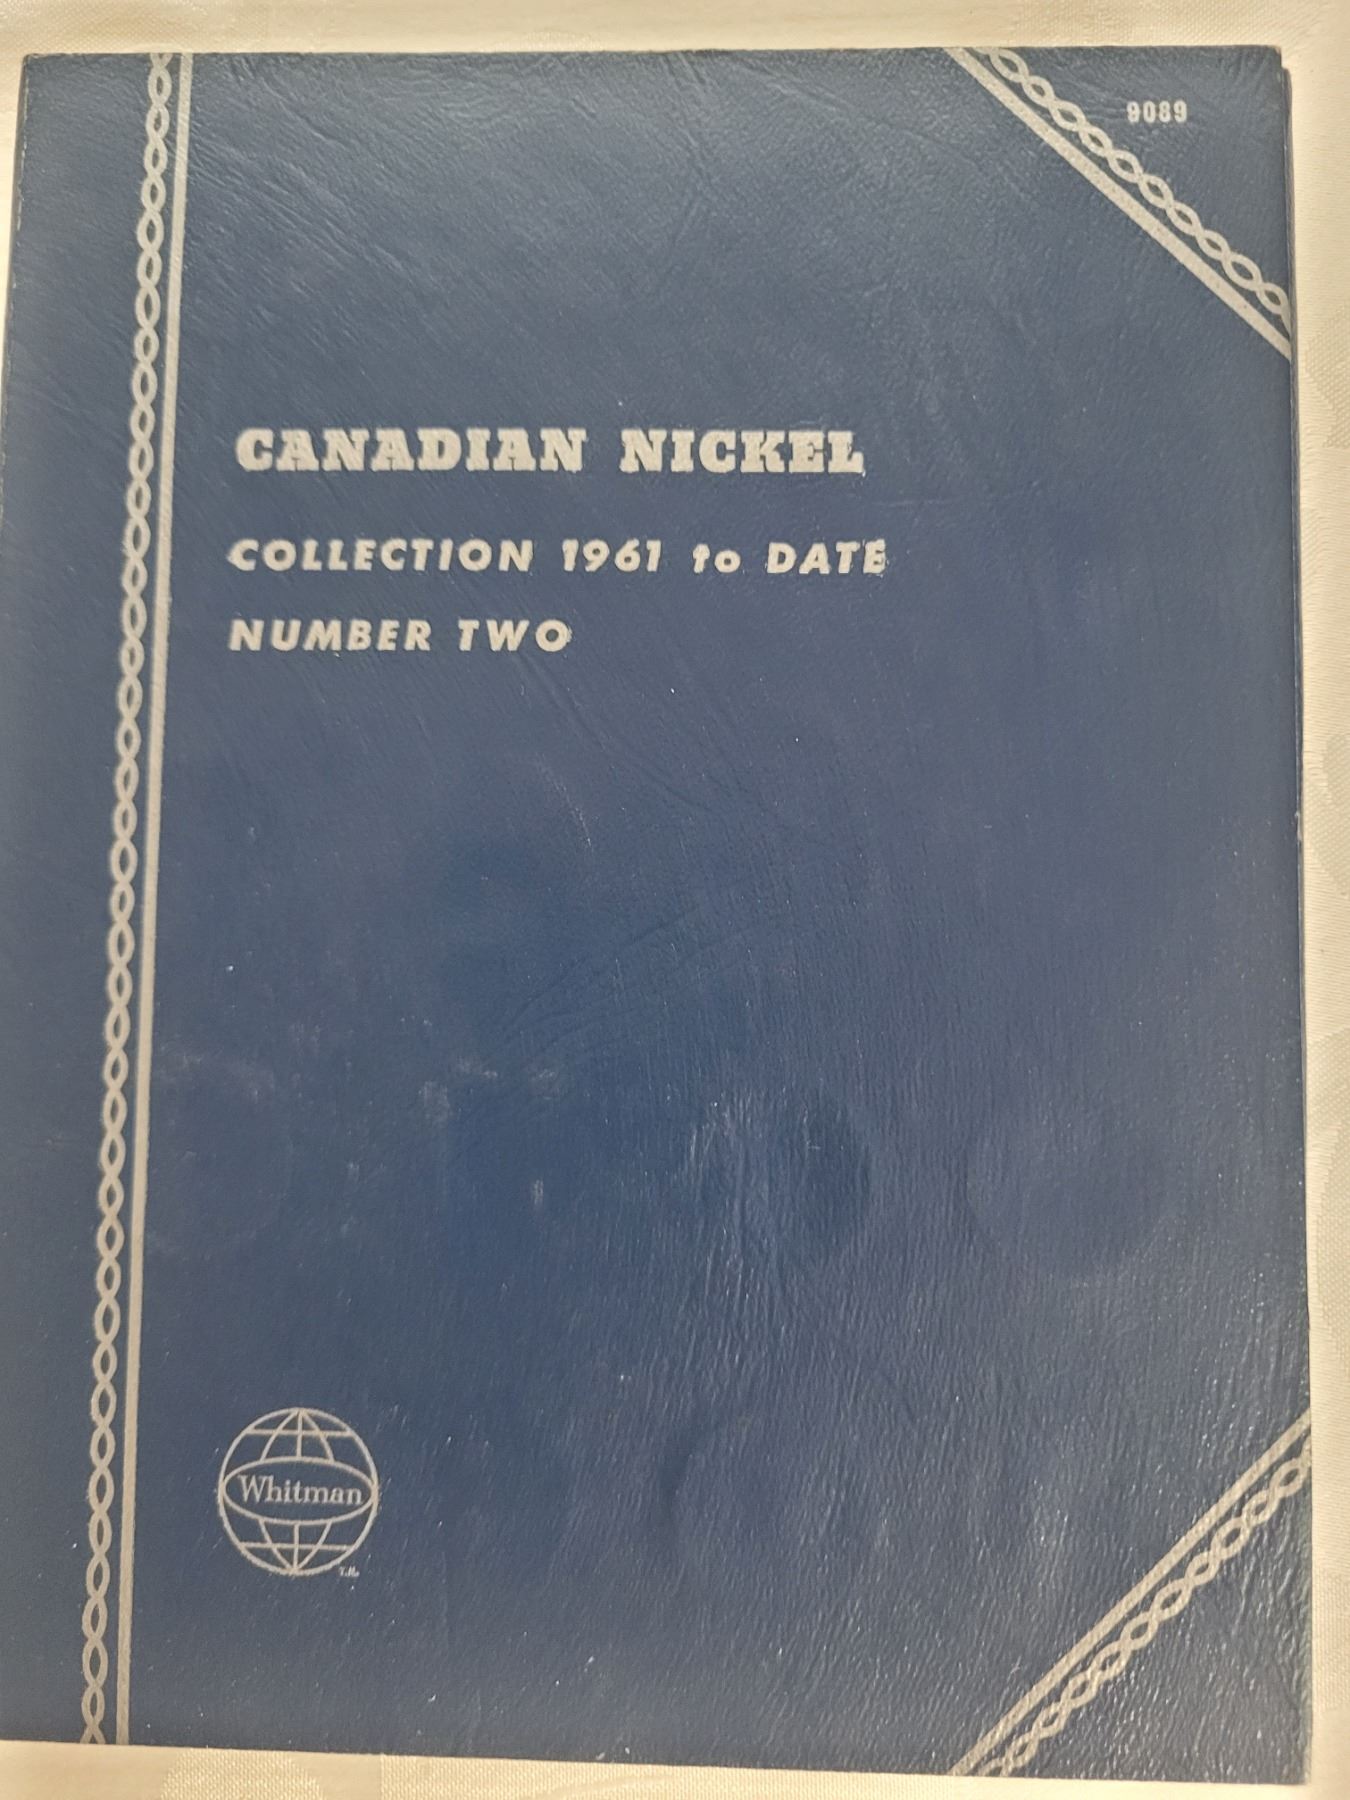 9089
CANADIAN NICKEL
COLLECTION 1961 to DATE
NUMBER TWO
Whitman
T.M.